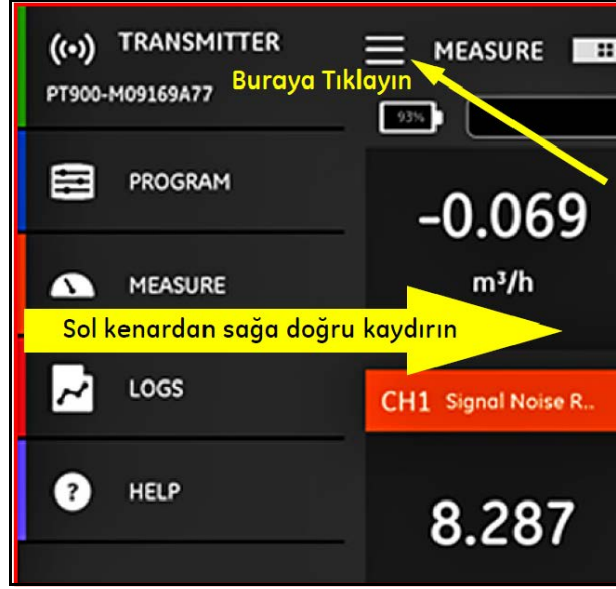 TRANSMITTER
PT900-M09169A77
PROGRAM
MEASURE
Sol kenardan sağa doğru kaydırın
LOGS
HELP
MEASURE
Buraya Tıklayın
93%
-0.069
m³/h
CH1 Signal Noise R..
8.287